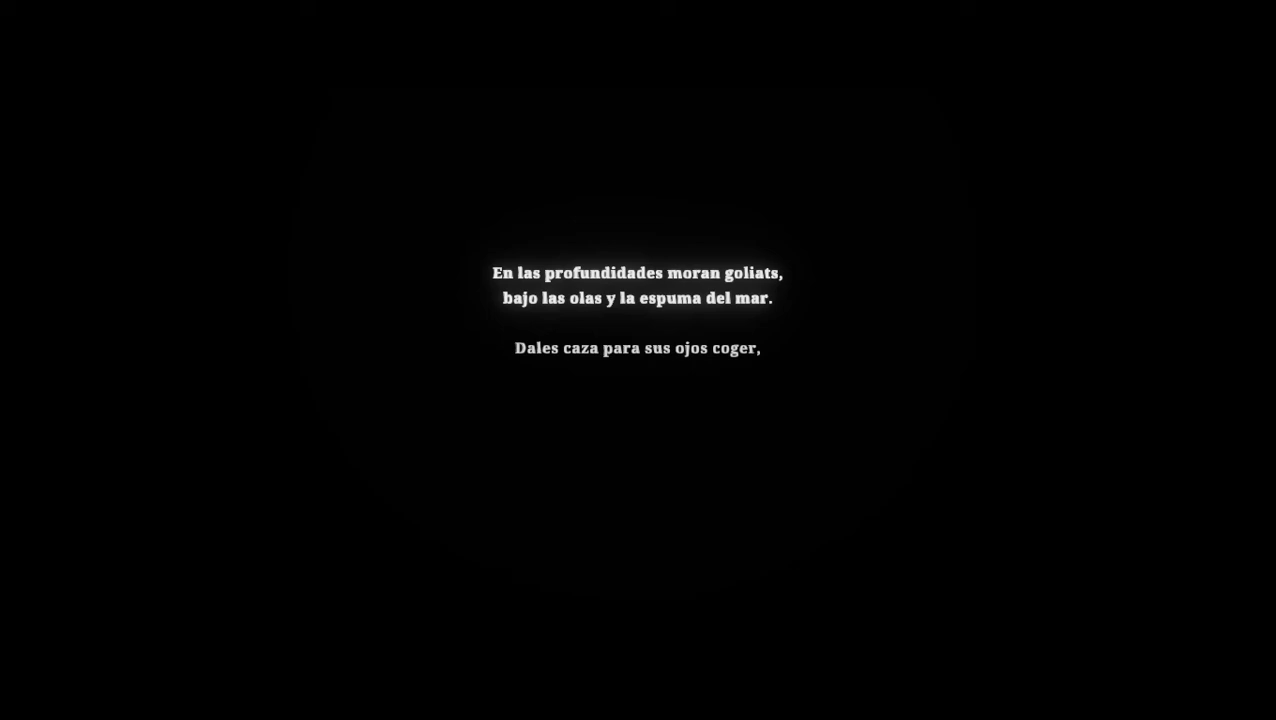 En las profundidades moran goliats,
bajo las olas y la espuma del mar.
Dales caza para sus ojos coger,